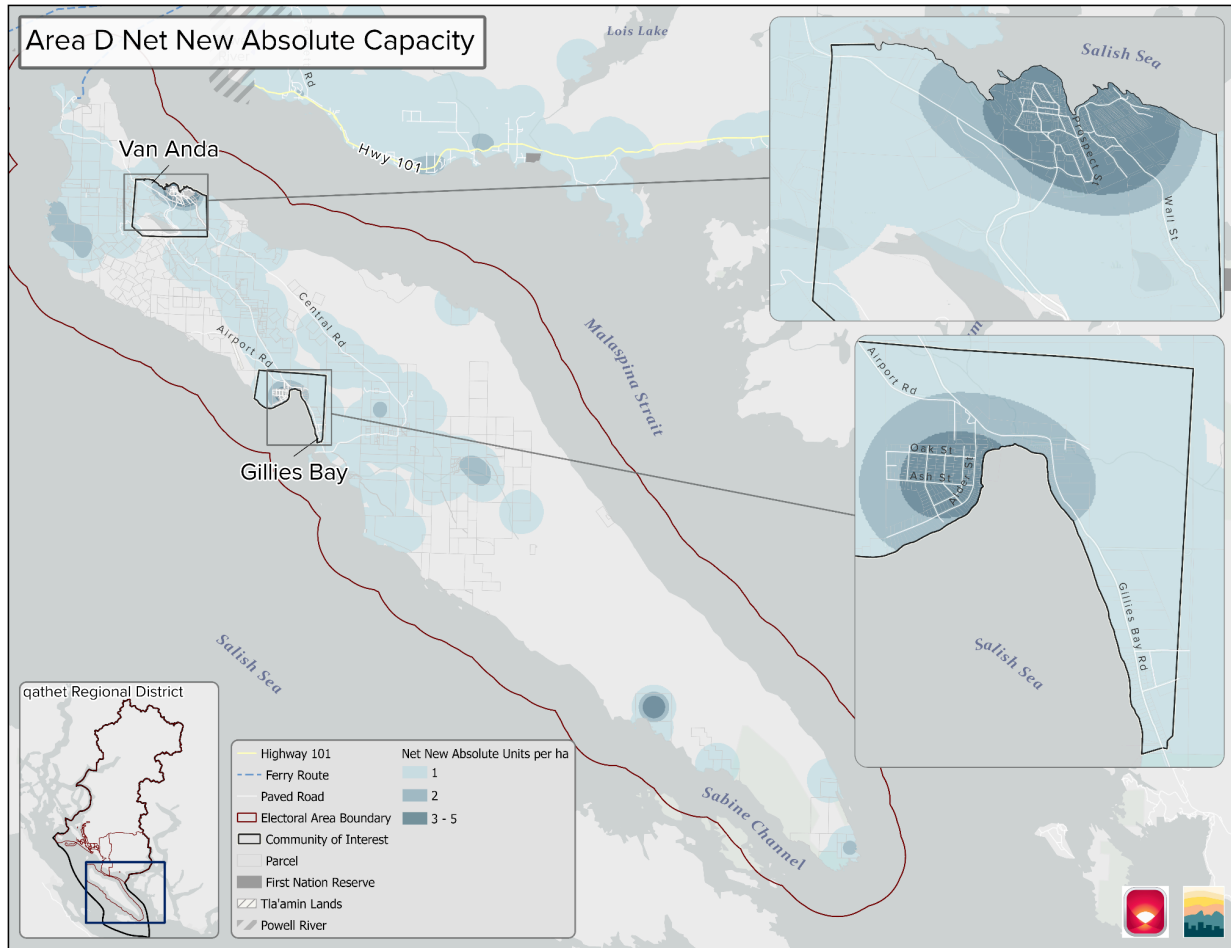 Area D Net New Absolute Capacity
Lois Lake
Rd
Hwy 101
Van Anda
Central Rd
Airport Rd
Gillies Bay
Malaspina Strait
Salish Sea
Sabine Channel
Salish Sea
Prospect St
Wall St
Airport Rd
Oak St
Ash St
Alder St
Gillies Bay Rd
Salish Sea
qathet Regional District
Highway 101
Ferry Route
Paved Road
Electoral Area Boundary
Community of Interest
Parcel
First Nation Reserve
Tla'amin Lands
Powell River
Net New Absolute Units per ha
1
2
3 - 5